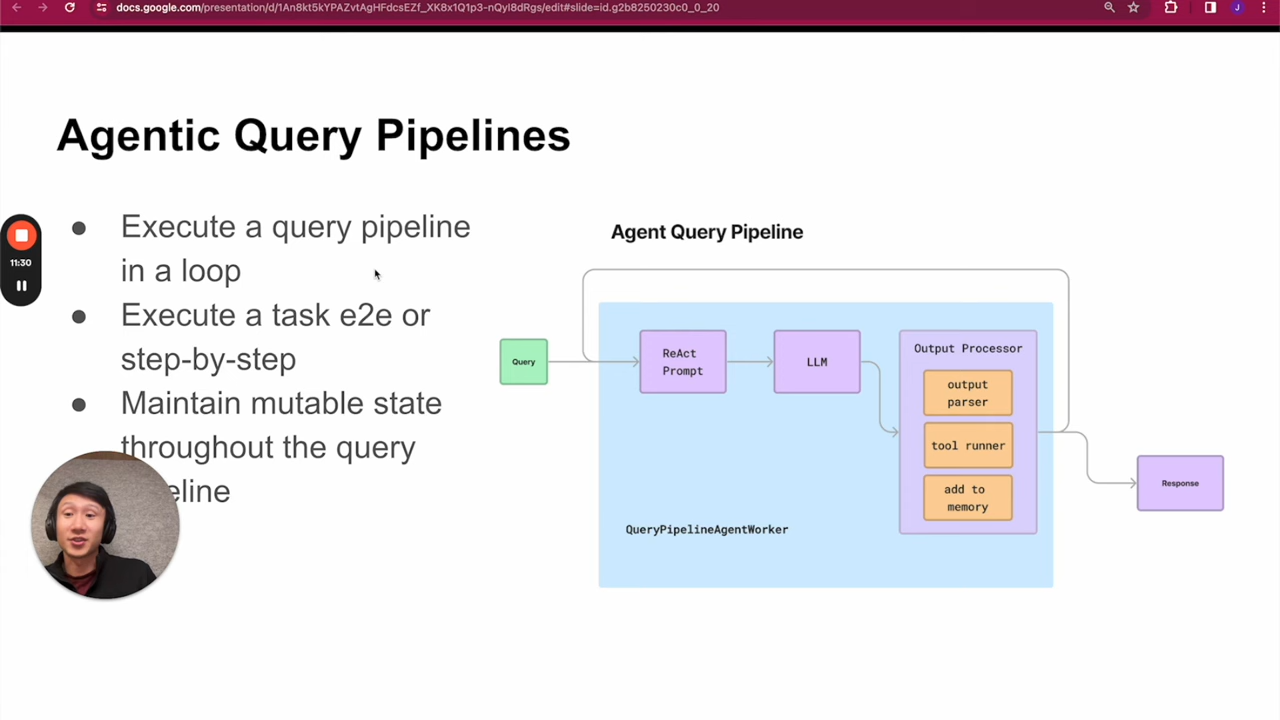 docs.google.com/presentation/d/1An8kt5kYPAZvtAgHFdcsEZf_XK8x1Q1p3-nQyI8dRgs/edit#slide=id.g2b8250230c0_0_20
J
Agentic Query Pipelines
● Execute a query pipeline
in a loop
● Execute a task e2e or
step-by-step
● Maintain mutable state
throughout the query
eline
11:30
Agent Query Pipeline
Query
ReAct
Prompt
LLM
Output Processor
output
parser
tool runner
add to
memory
QueryPipelineAgentWorker
Response